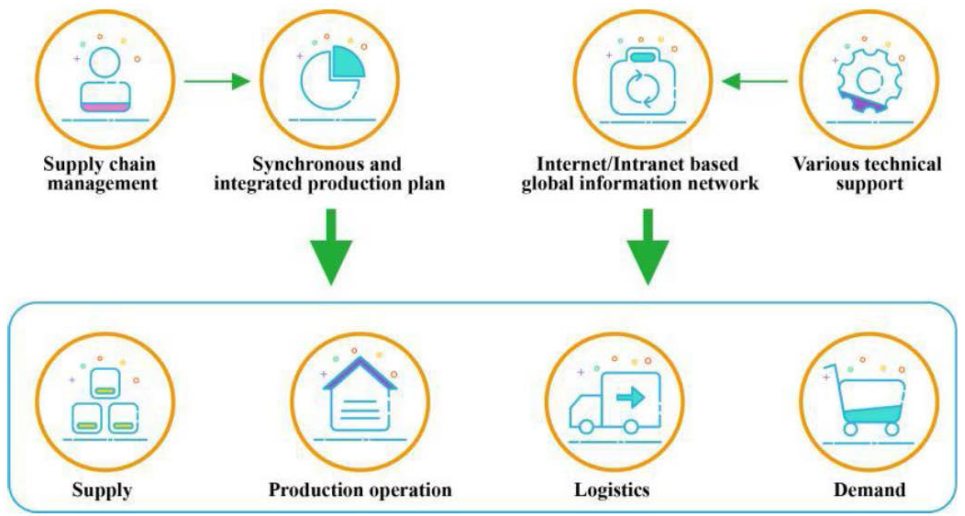 Supply chain
management
Synchronous and
integrated production plan
Internet/Intranet based
global information network
Various technical
support
Supply
Production operation
Logistics
Demand